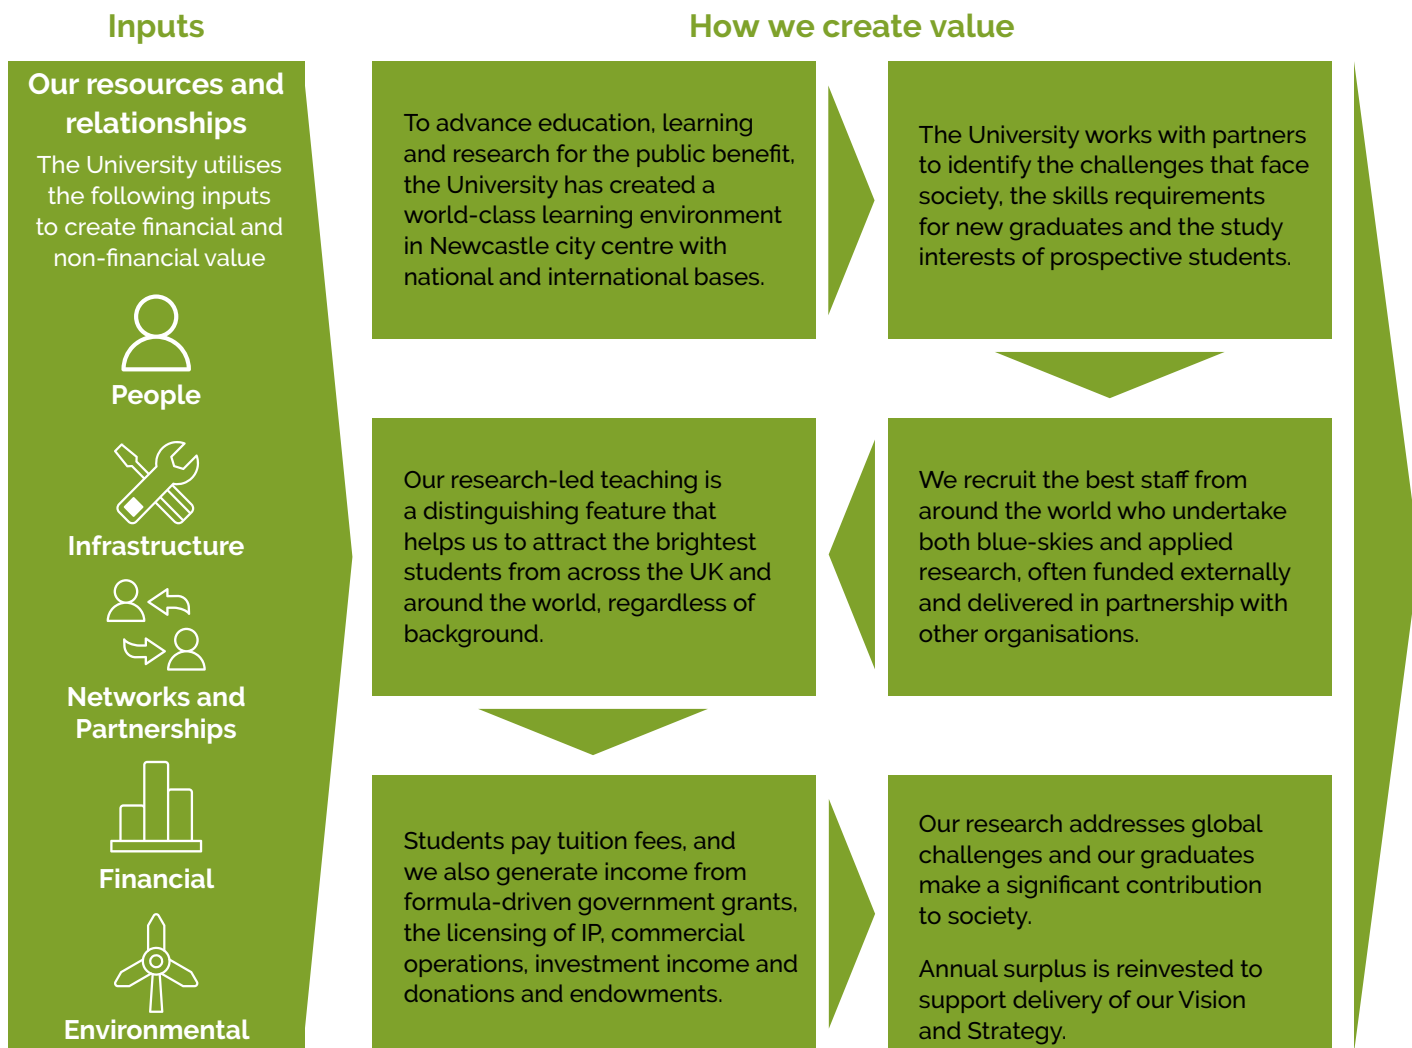 Inputs
Our resources and
relationships
The University utilises
the following inputs
to create financial and
non-financial value
People
Infrastructure
Networks and
Partnerships
Financial
Environmental
How we create value
To advance education, learning
and research for the public benefit,
the University has created a
world-class learning environment
in Newcastle city centre with
national and international bases.
The University works with partners
to identify the challenges that face
society, the skills requirements
for new graduates and the study
interests of prospective students.
We recruit the best staff from
around the world who undertake
both blue-skies and applied
research, often funded externally
and delivered in partnership with
other organisations.
Our research-led teaching is
a distinguishing feature that
helps us to attract the brightest
students from across the UK and
around the world, regardless of
background.
Students pay tuition fees, and
we also generate income from
formula-driven government grants,
the licensing of IP, commercial
operations, investment income and
donations and endowments.
Our research addresses global
challenges and our graduates
make a significant contribution
to society.
Annual surplus is reinvested to
support delivery of our Vision
and Strategy.